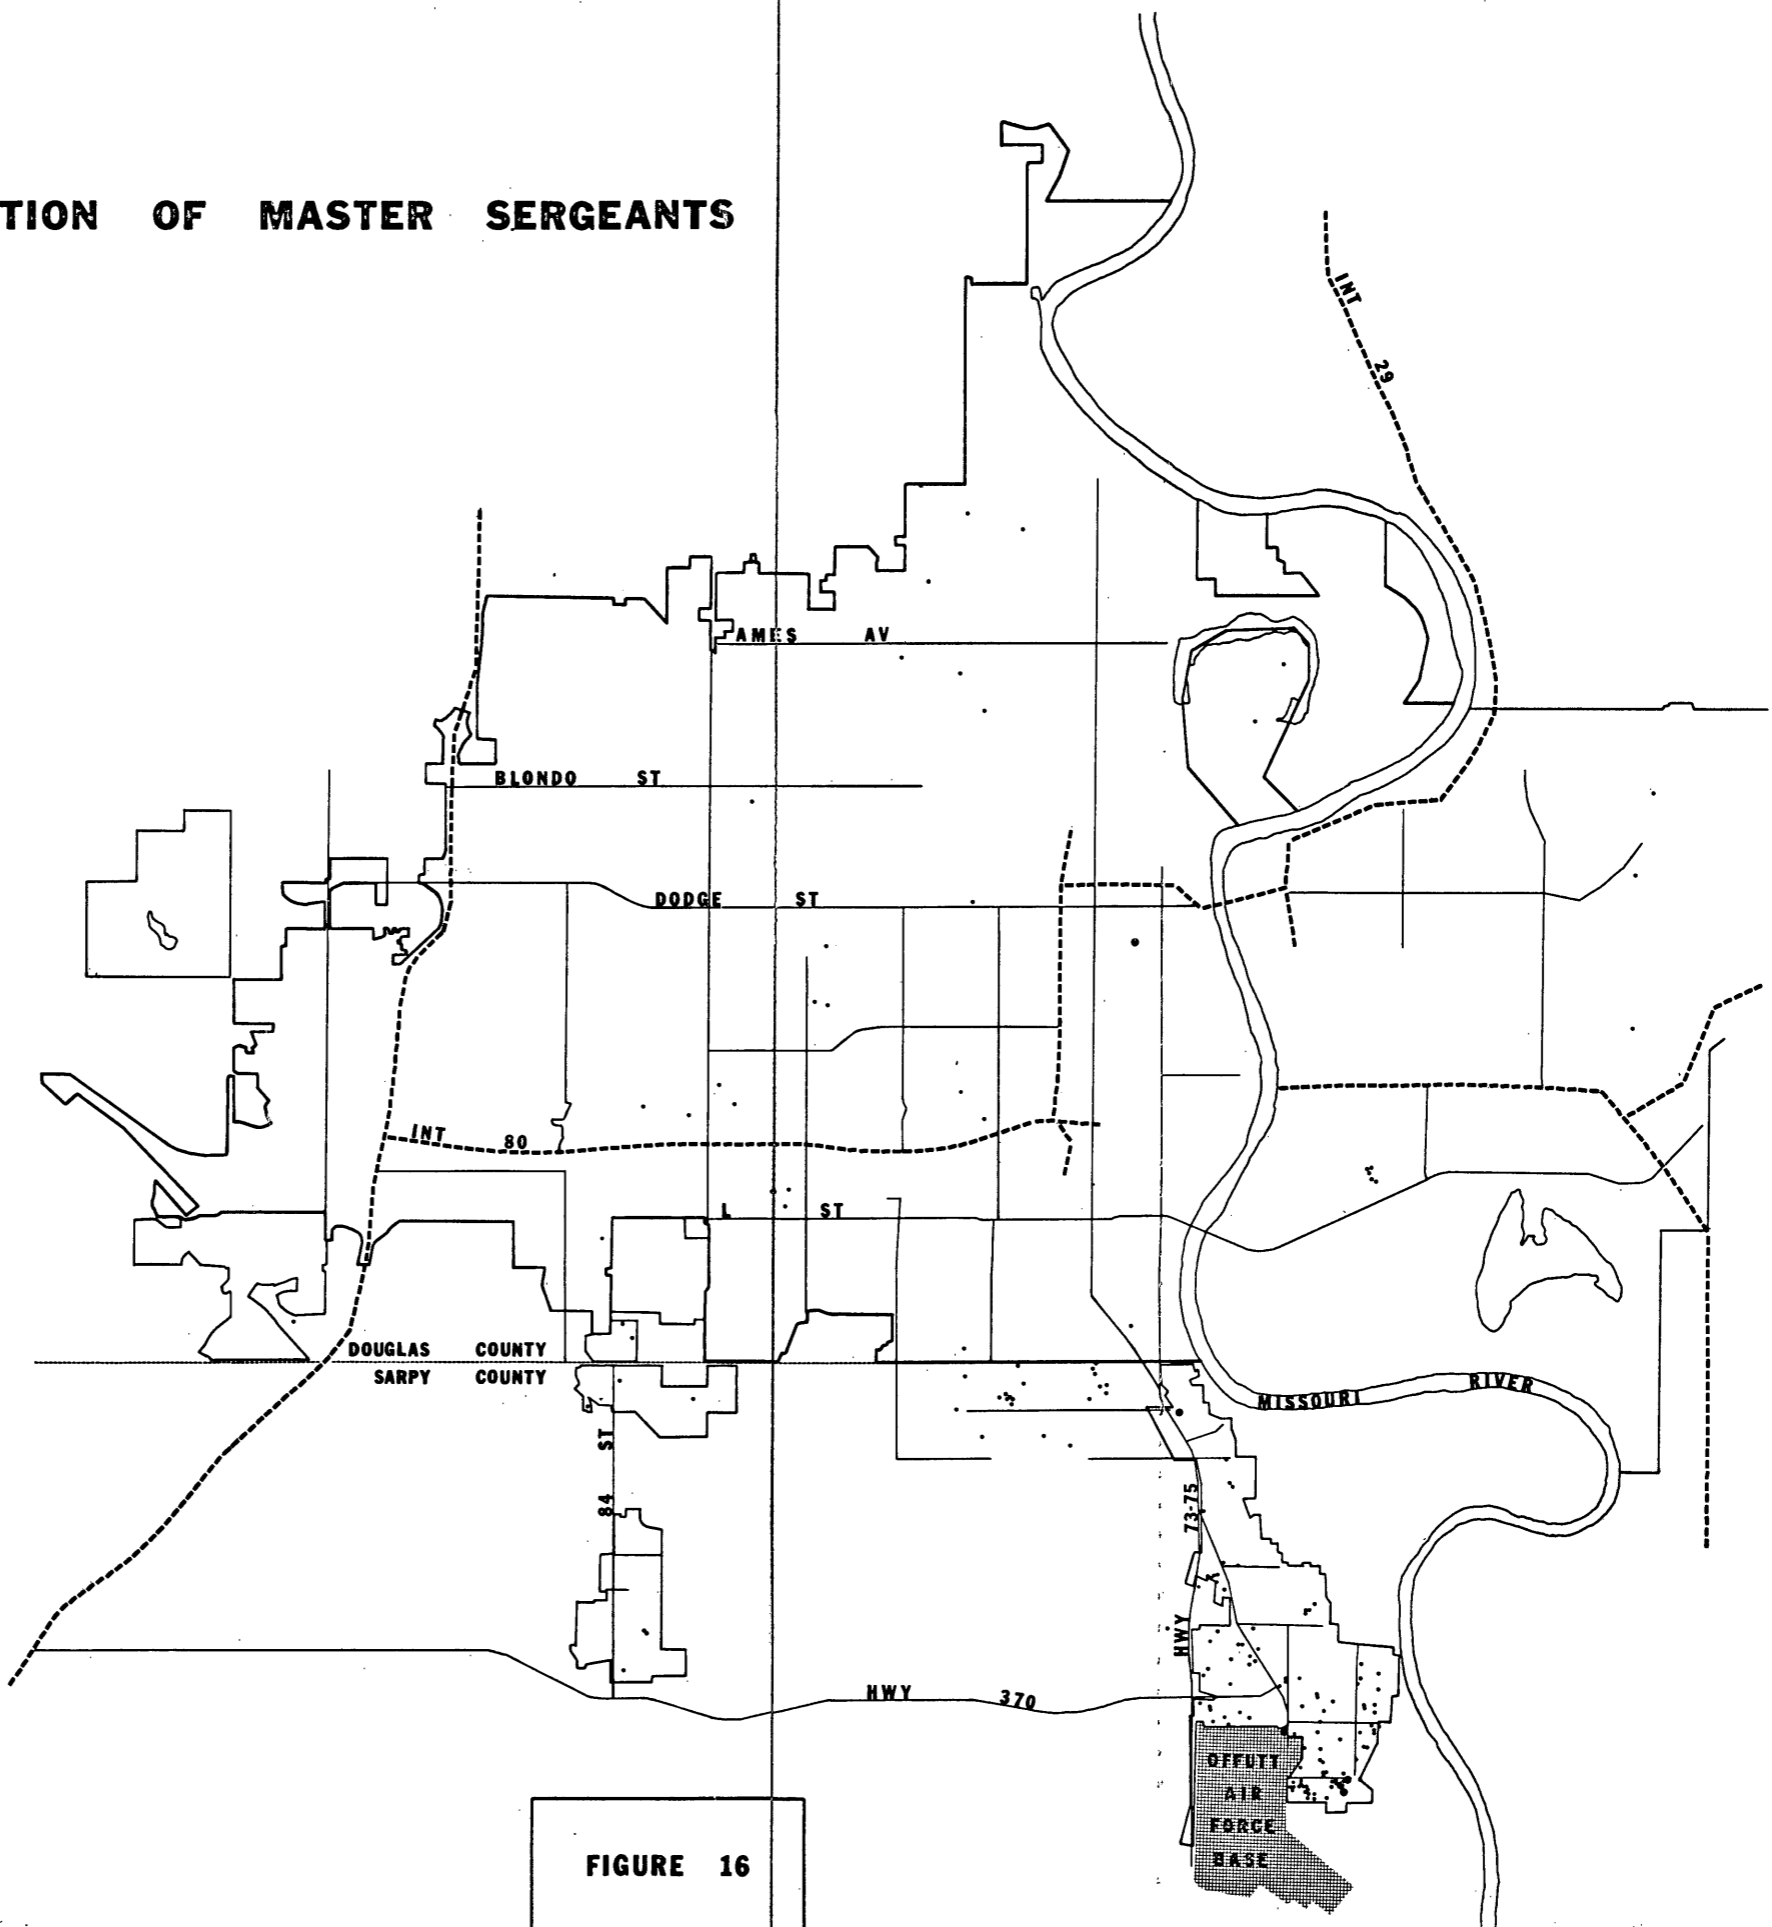 TION OF MASTER SERGEANTS
INT 29
AMES AV
BLONDO ST
DODGE ST
INT 80
L ST
DOUGLAS COUNTY
SARPY COUNTY
MISSOURI RIVER
84 ST
HWY 73-75
HWY 370
OFFUTT
AIR
FORCE
BASE
FIGURE 16